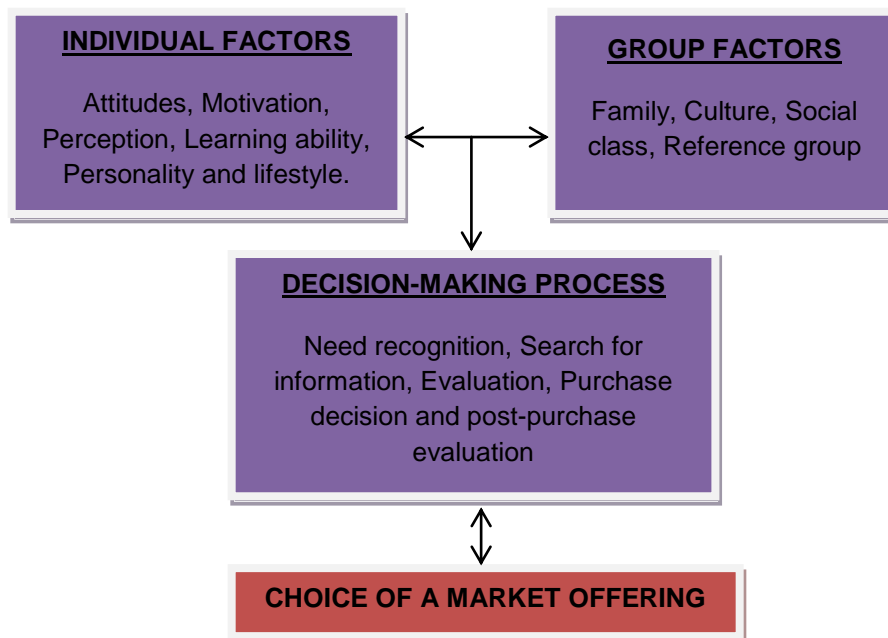 INDIVIDUAL FACTORS
Attitudes, Motivation,
Perception, Learning ability,
Personality and lifestyle.
GROUP FACTORS
Family, Culture, Social
class, Reference group
DECISION-MAKING PROCESS
Need recognition, Search for
information, Evaluation, Purchase
decision and post-purchase
evaluation
CHOICE OF A MARKET OFFERING